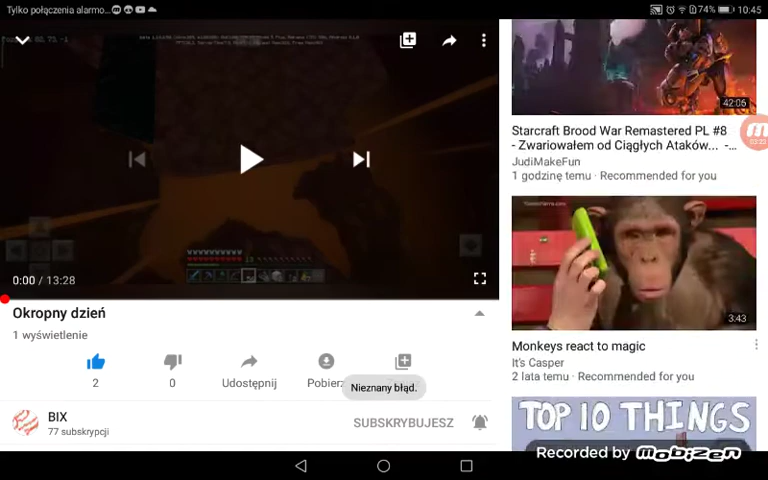 Tylko połączenia alarmo...
74%
10:45
0:00 / 13:28
Okropny dzień
1 wyświetlenie
2
0
Udostępnij
Pobierz
Nieznany błąd.
BIX
77 subskrypcji
SUBSKRYBUJESZ
42:06
Starcraft Brood War Remastered PL #8
- Zwariowałem od Ciągłych Ataków... -...
JudiMakeFun
1 godzinę temu · Recommended for you
3:43
Monkeys react to magic
It's Casper
2 lata temu · Recommended for you
TOP 10 THINGS
Recorded by Mobizen